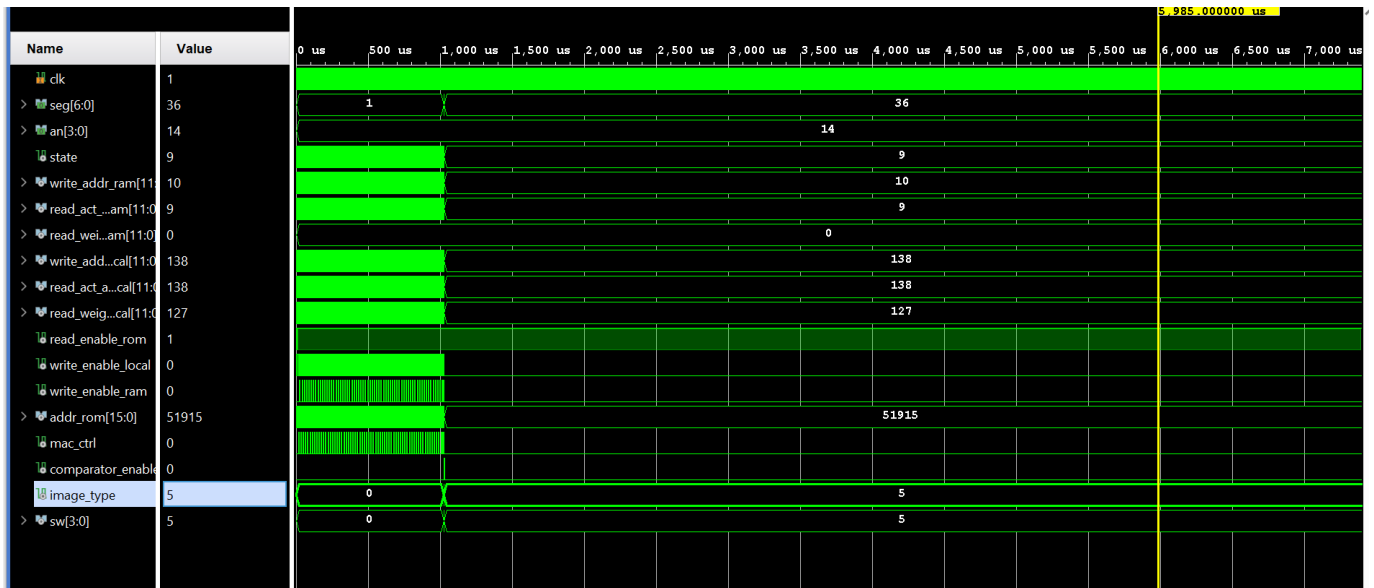 5,985.000000 us
Name Value
0 us 500 us 1,000 us 1,500 us 2,000 us 2,500 us 3,000 us 3,500 us 4,000 us 4,500 us 5,000 us 5,500 us 6,000 us 6,500 us 7,000 us
clk 1
seg[6:0] 36 1 36
an[3:0] 14 14
state 9 9
write_addr_ram[11: 10 10
read_act_...am[11:0] 9 9
read_wei...am[11:0] 0 0
write_add...cal[11:0 138 138
read_act_a...cal[11:0 138 138
read_weig...cal[11:0 127 127
read_enable_rom 1
write_enable_local 0
write_enable_ram 0
addr_rom[15:0] 51915 51915
mac_ctrl 0
comparator_enable 0
image_type 5 0 5
sw[3:0] 5 0 5